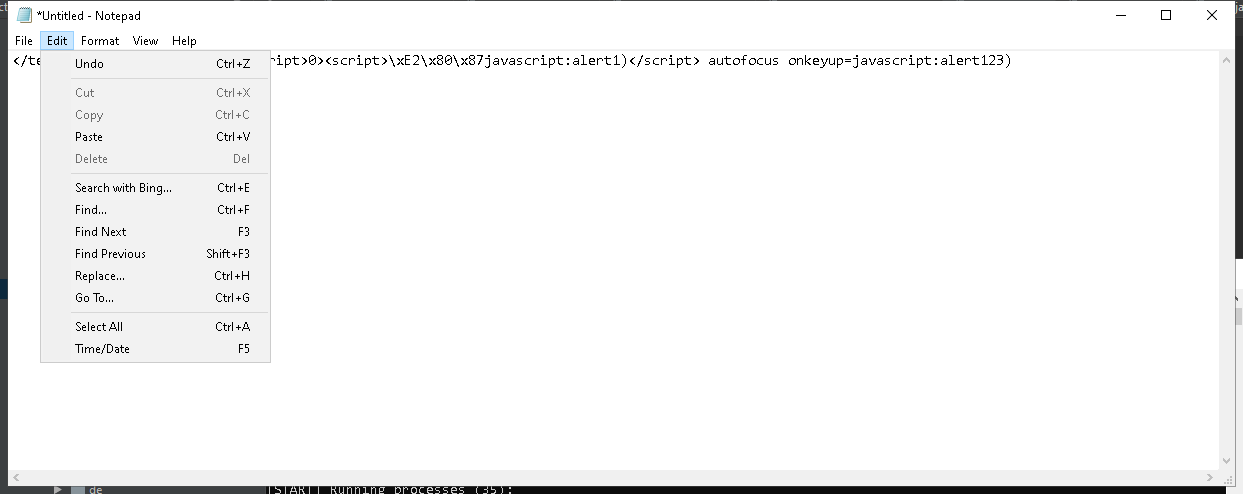 *Untitled - Notepad
File Edit Format View Help
</te ript>0><script>\xE2\x80\x87javascript:alert1)</script> autofocus onkeyup=javascript:alert123)
Undo Ctrl+Z
Cut Ctrl+X
Copy Ctrl+C
Paste Ctrl+V
Delete Del
Search with Bing... Ctrl+E
Find... Ctrl+F
Find Next F3
Find Previous Shift+F3
Replace... Ctrl+H
Go To... Ctrl+G
Select All Ctrl+A
Time/Date F5
de [START] Running processes (35):